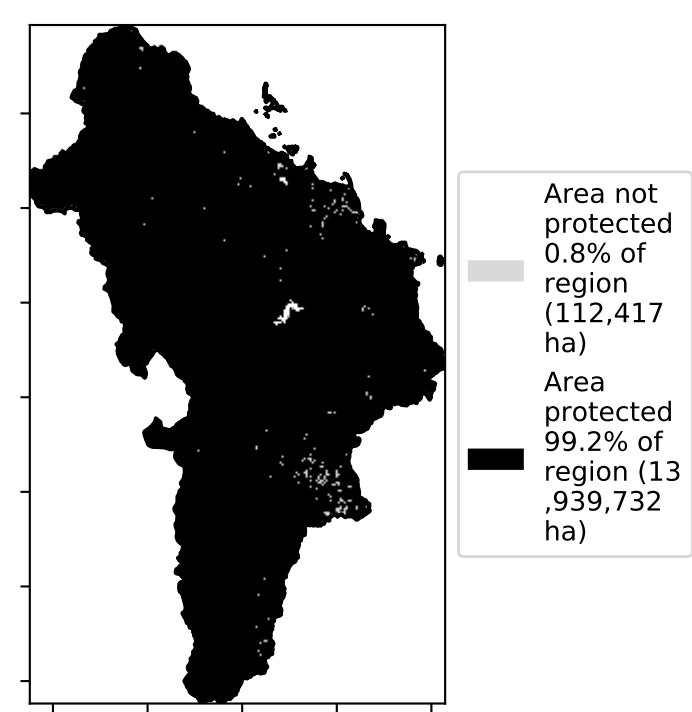 Area not
protected
0.8% of
region
(112,417
ha)
Area
protected
99.2% of
region (13
,939,732
ha)